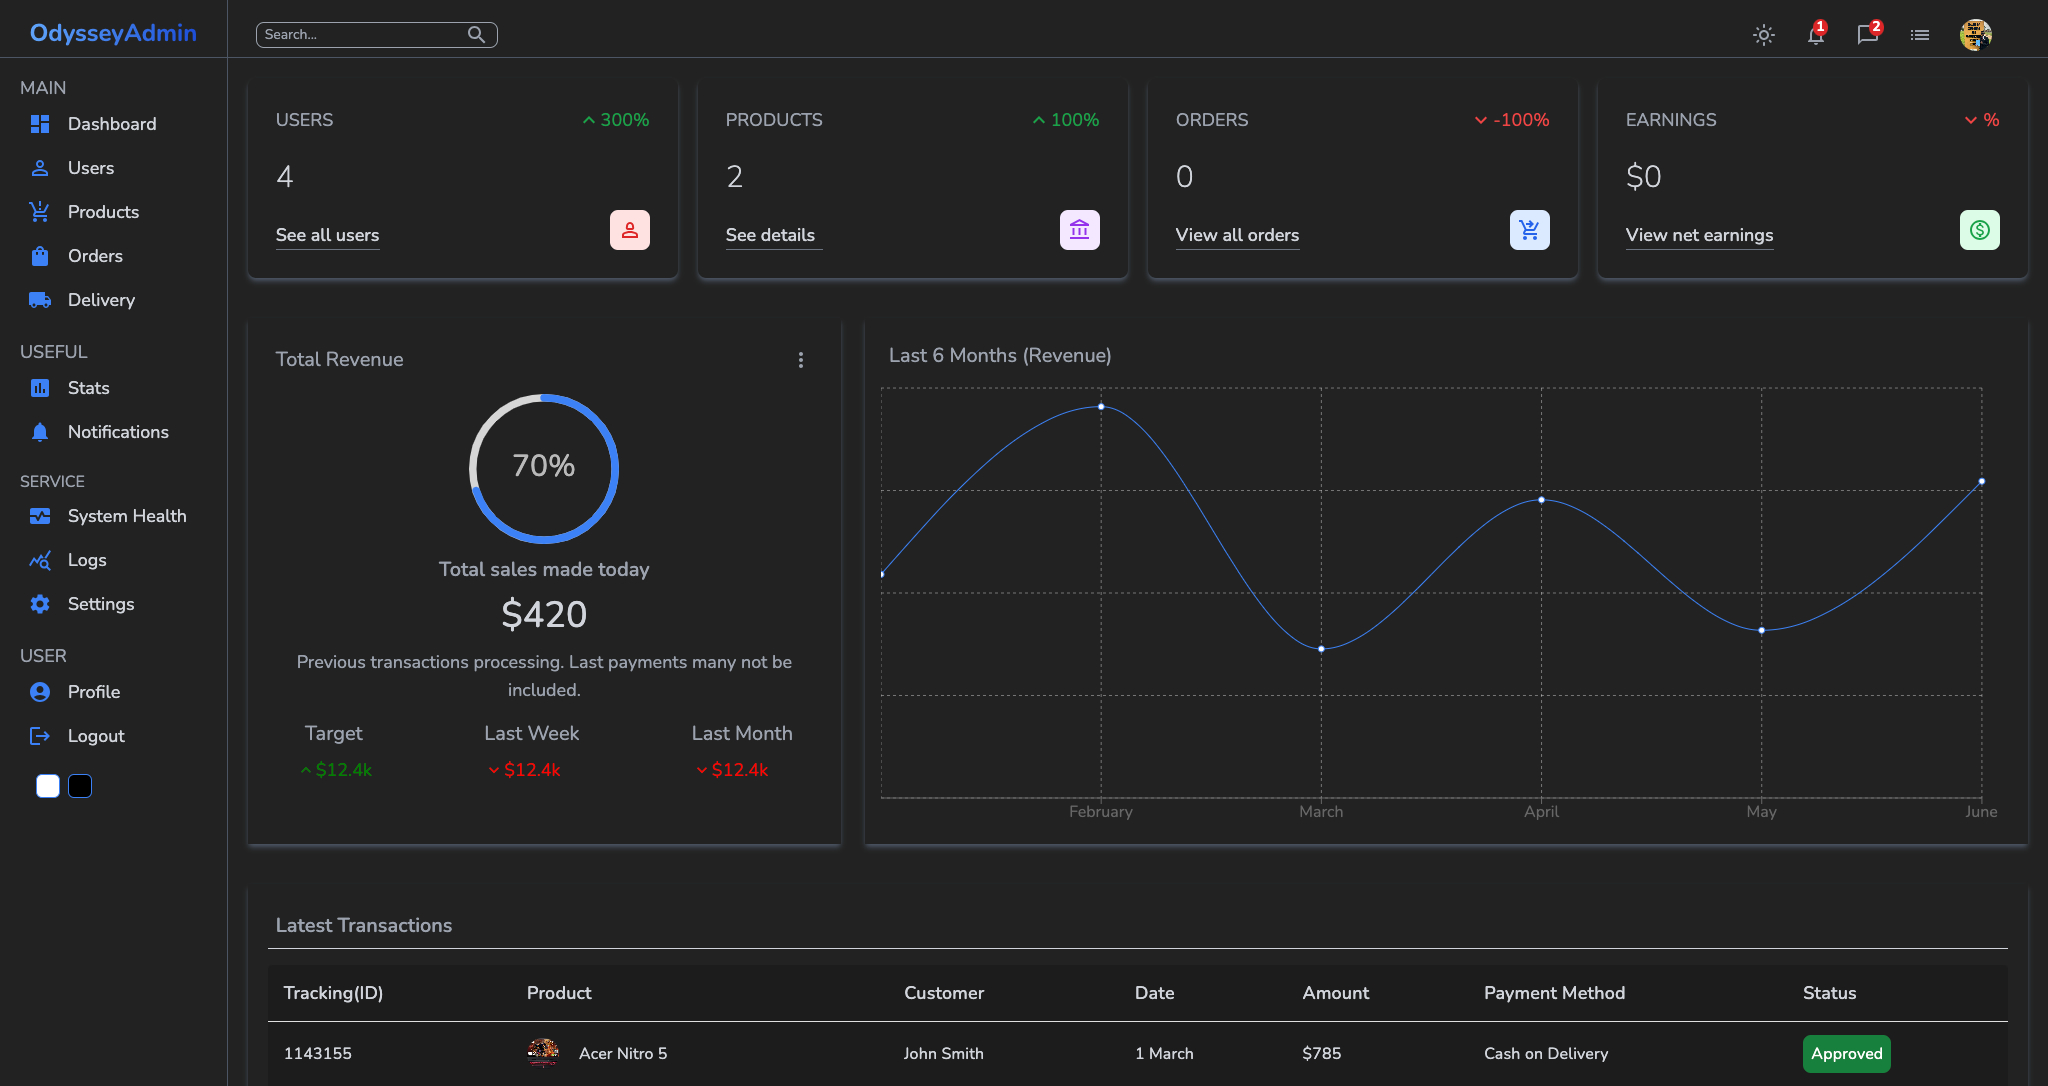 OdysseyAdmin
Search...
1
2
MAIN
Dashboard
Users
Products
Orders
Delivery
USEFUL
Stats
Notifications
SERVICE
System Health
Logs
Settings
USER
Profile
Logout
USERS 300%
4
See all users
PRODUCTS 100%
2
See details
ORDERS -100%
0
View all orders
EARNINGS %
$0
View net earnings
Total Revenue
70%
Total sales made today
$420
Previous transactions processing. Last payments many not be
included.
Target Last Week Last Month
$12.4k $12.4k $12.4k
Last 6 Months (Revenue)
February March April May June
Latest Transactions
Tracking(ID) Product Customer Date Amount Payment Method Status
1143155 Acer Nitro 5 John Smith 1 March $785 Cash on Delivery Approved